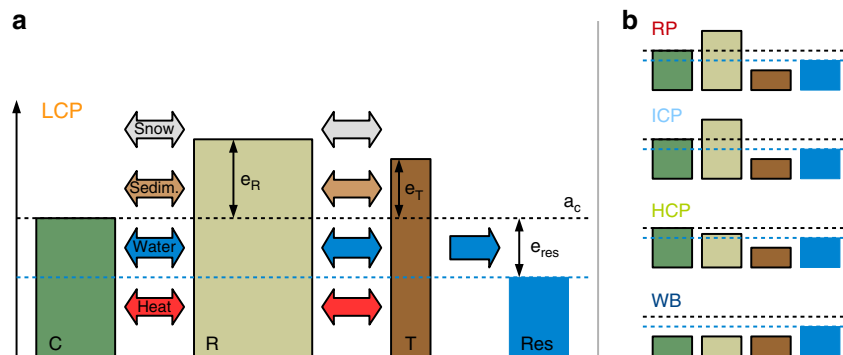 a
LCP
Snow
Sedim.
Water
Heat
e_R
e_T
a_c
e_res
C
R
T
Res
b
RP
ICP
HCP
WB